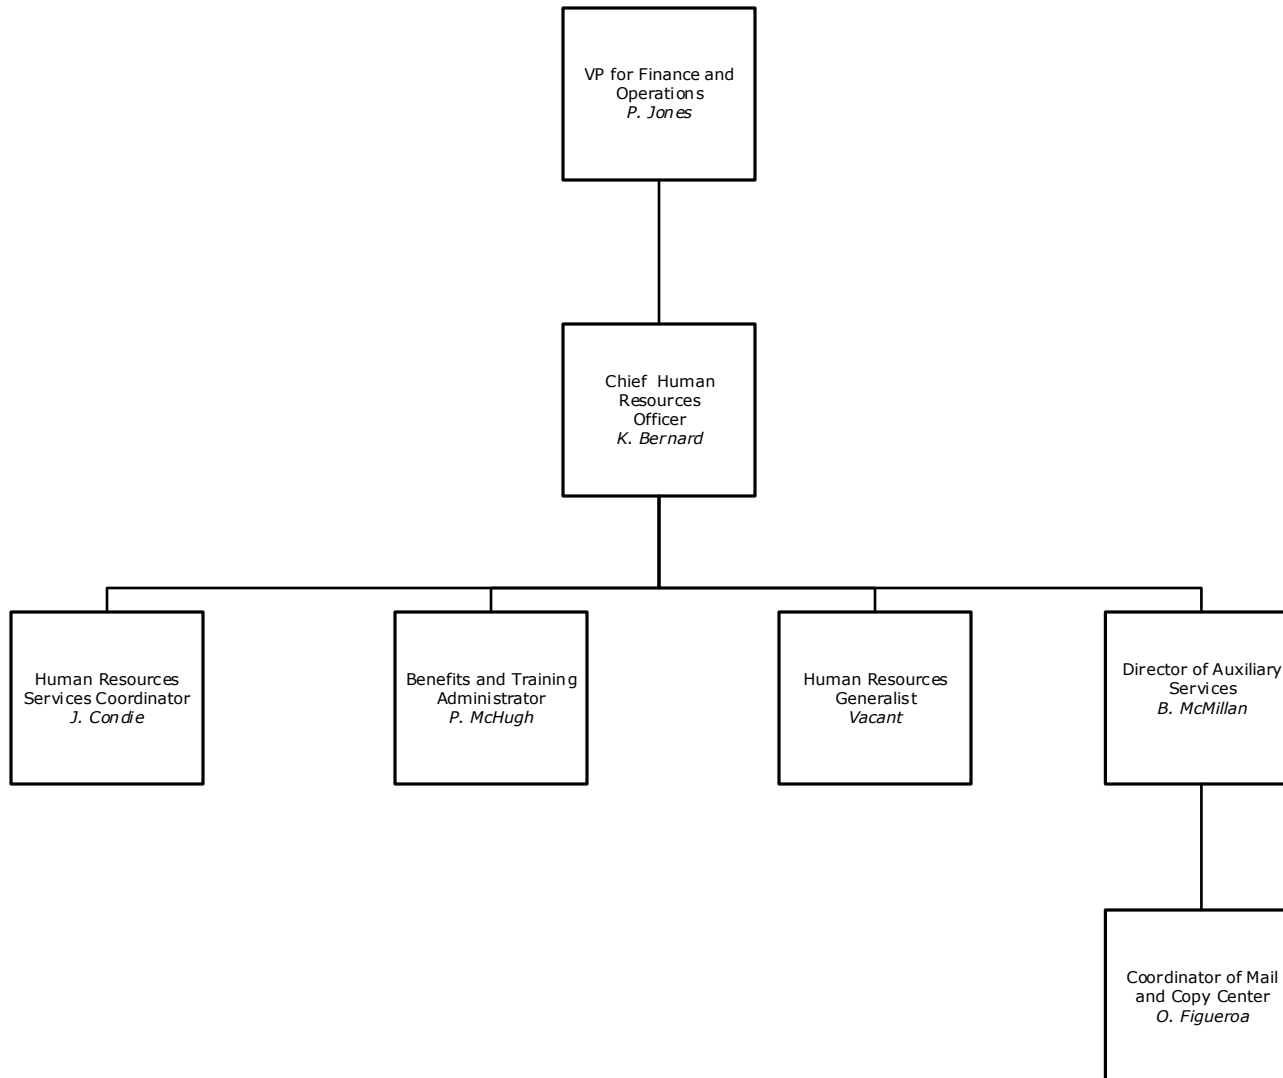 VP for Finance and
Operations
P. Jones
Chief Human
Resources
Officer
K. Bernard
Human Resources
Services Coordinator
J. Condie
Benefits and Training
Administrator
P. McHugh
Human Resources
Generalist
Vacant
Director of Auxiliary
Services
B. McMillan
Coordinator of Mail
and Copy Center
O. Figueroa